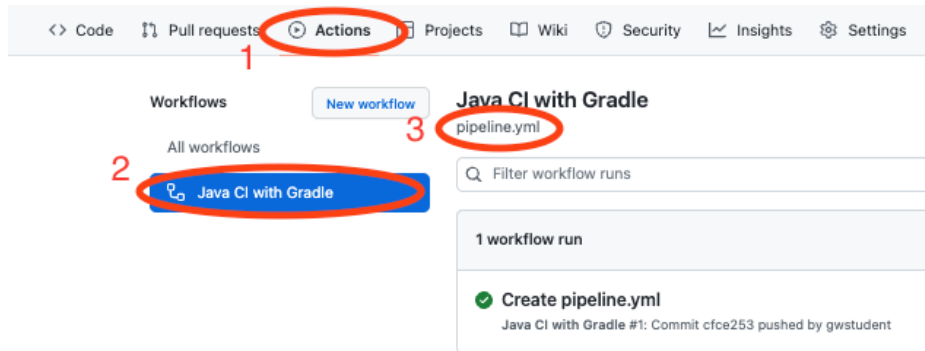 Code Pull requests Actions Projects Wiki Security Insights Settings
1
Workflows New workflow
All workflows
2 Java CI with Gradle
Java CI with Gradle
3 pipeline.yml
Filter workflow runs
1 workflow run
Create pipeline.yml
Java CI with Gradle #1: Commit cfce253 pushed by gwstudent